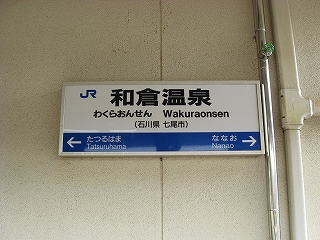 JR 和倉温泉
わくらおんせん Wakuraonsen
(石川県 七尾市)
← たつるはま ななお →
Tatsuruhama Nanao